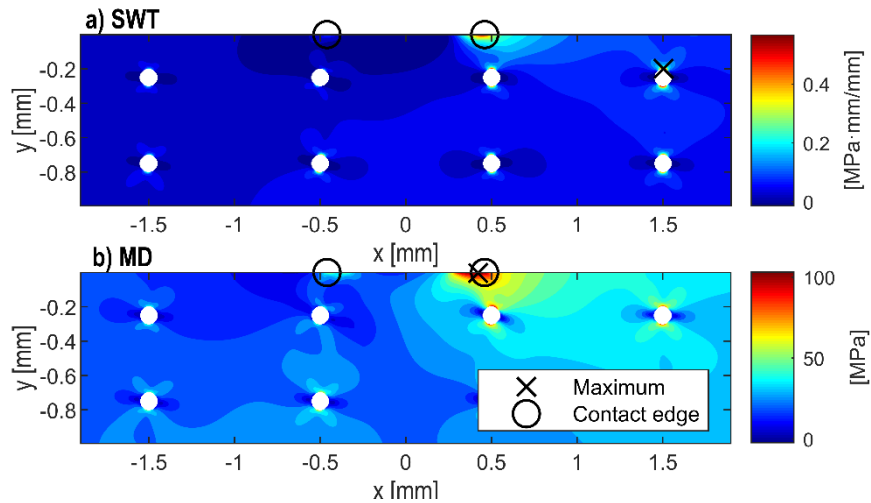 a) SWT
-0.2
-0.4
-0.6
-0.8
y [mm]
-1.5
-1
-0.5
0
0.5
1
1.5
x [mm]
0.4
0.2
0
[MPa·mm/mm]
b) MD
-0.2
-0.4
-0.6
-0.8
y [mm]
Maximum
Contact edge
-1.5
-1
-0.5
0
0.5
1
1.5
x [mm]
100
50
0
[MPa]